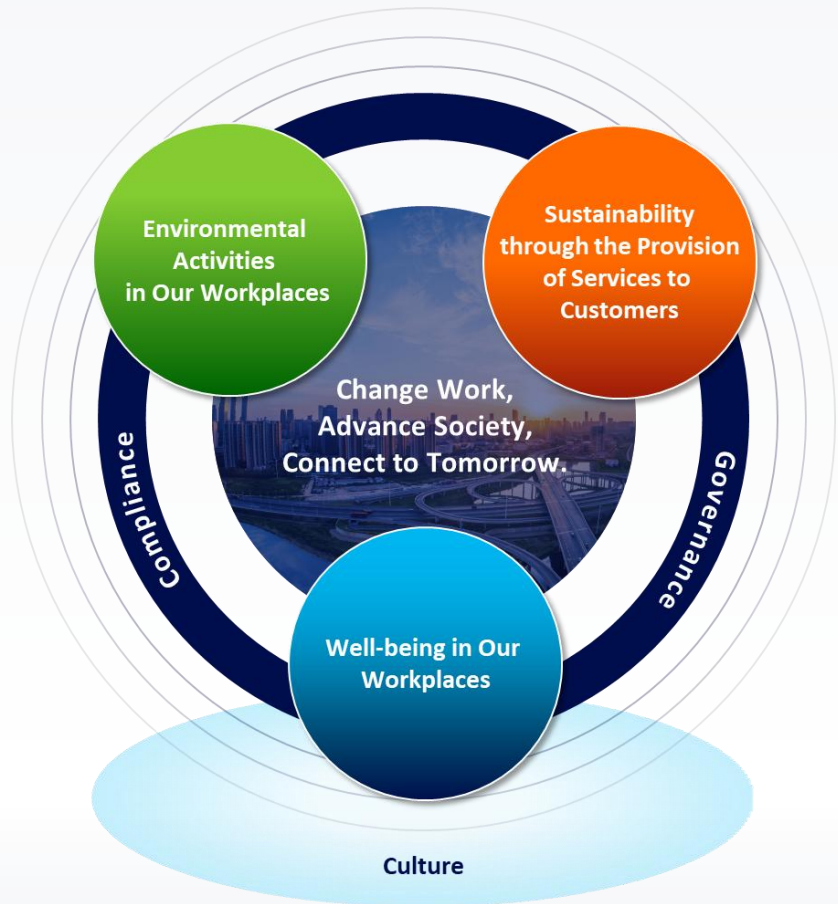 Environmental
Activities
in Our Workplaces
Sustainability
through the Provision
of Services to
Customers
Change Work,
Advance Society,
Connect to Tomorrow.
Compliance
Governance
Well-being in Our
Workplaces
Culture